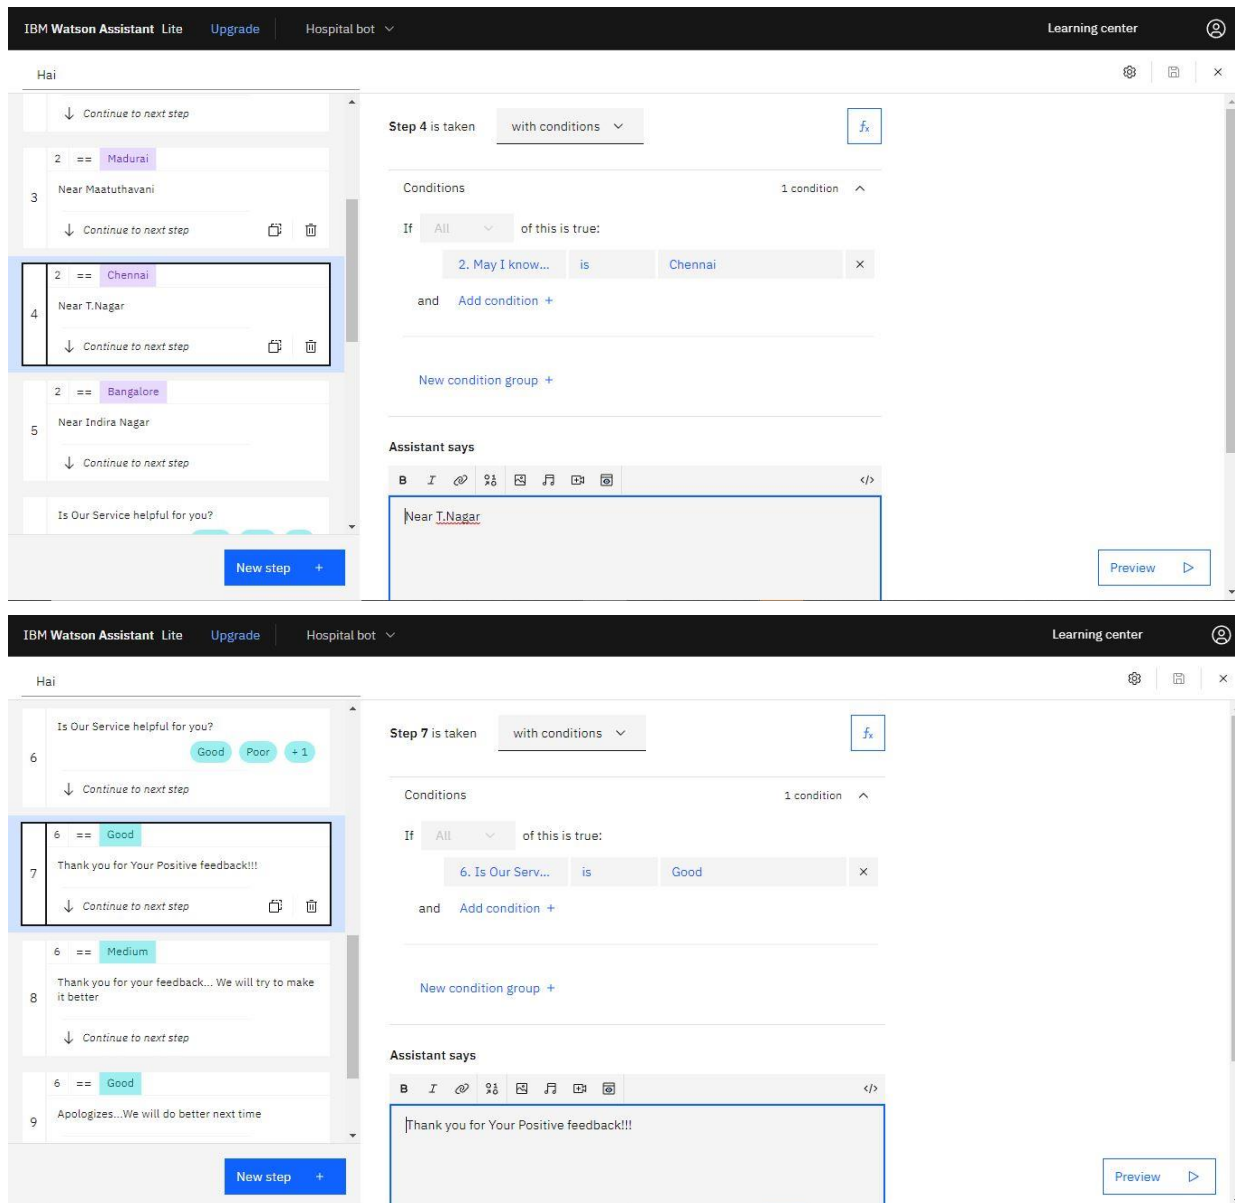 IBM Watson Assistant Lite Upgrade Hospital bot Learning center
Hai
Continue to next step
Step 4 is taken with conditions fx
2 == Madurai
3 Near Maatuthavani
Continue to next step
Conditions 1 condition
If All of this is true:
2. May I know... is Chennai
and Add condition +
2 == Chennai
4 Near T.Nagar
Continue to next step
New condition group +
2 == Bangalore
5 Near Indira Nagar
Continue to next step
Assistant says
B I </>
Near T.Nagar
Is Our Service helpful for you?
New step +
Preview
IBM Watson Assistant Lite Upgrade Hospital bot Learning center
Hai
6 Is Our Service helpful for you?
Good Poor + 1
Continue to next step
Step 7 is taken with conditions fx
Conditions 1 condition
If All of this is true:
6. Is Our Serv... is Good
and Add condition +
6 == Good
7 Thank you for Your Positive feedback!!!
Continue to next step
6 == Medium
8 Thank you for your feedback... We will try to make
it better
Continue to next step
New condition group +
Assistant says
B I </>
Thank you for Your Positive feedback!!!
6 == Good
9 Apologizes...We will do better next time
New step +
Preview